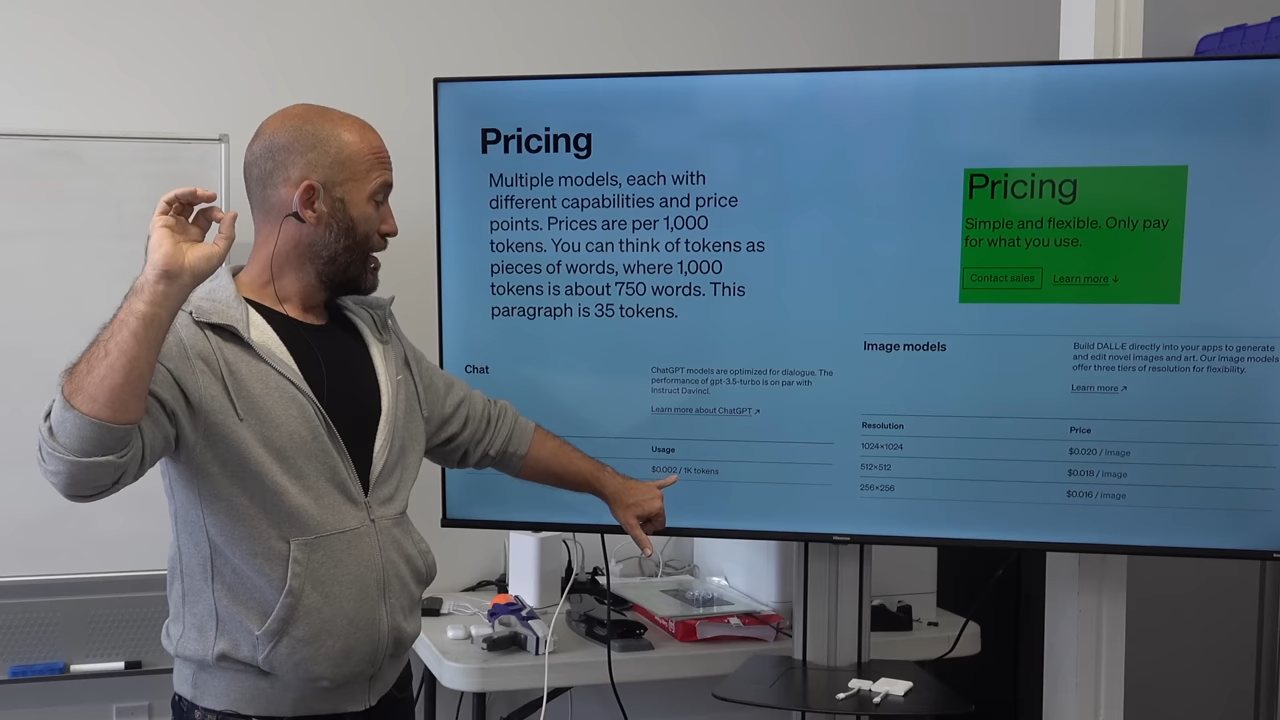 Pricing
Multiple models, each with
different capabilities and price
points. Prices are per 1,000
tokens. You can think of tokens as
pieces of words, where 1,000
tokens is about 750 words. This
paragraph is 35 tokens.
Chat
ChatGPT models are optimized for dialogue. The
performance of gpt-3.5-turbo is on par with
Instruct Davinci.
Learn more about ChatGPT ↗
Usage
$0.002 / 1K tokens
Pricing
Simple and flexible. Only pay
for what you use.
Contact sales
Learn more ↓
Image models
Build DALL·E directly into your apps to generate
and edit novel images and art. Our image models
offer three tiers of resolution for flexibility.
Learn more ↗
Resolution Price
1024×1024 $0.020 / image
512×512 $0.018 / image
256×256 $0.016 / image
Hisense